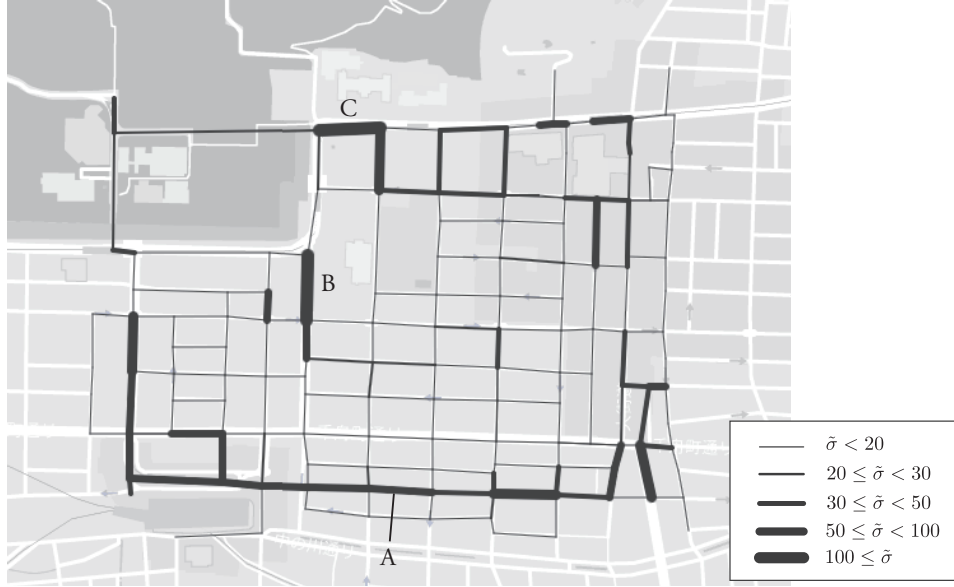 C
B
A
σ̃ < 20
20 ≤ σ̃ < 30
30 ≤ σ̃ < 50
50 ≤ σ̃ < 100
100 ≤ σ̃